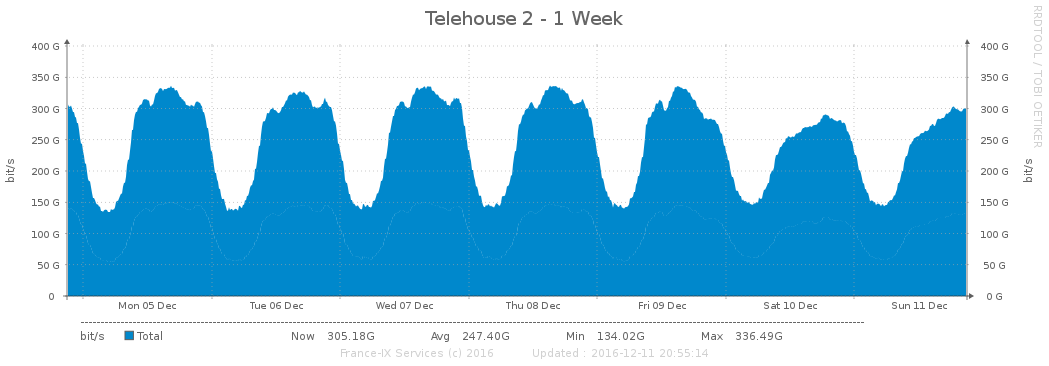 Telehouse 2 - 1 Week
RRDTOOL / TOBI OETIKER
400 G 400 G
350 G 350 G
300 G 300 G
250 G 250 G
200 G 200 G
150 G 150 G
100 G 100 G
50 G 50 G
0 0 G
bit/s
bit/s
Mon 05 Dec Tue 06 Dec Wed 07 Dec Thu 08 Dec Fri 09 Dec Sat 10 Dec Sun 11 Dec
bit/s Total Now 305.18G Avg 247.40G Min 134.02G Max 336.49G
France-IX Services (c) 2016 Updated : 2016-12-11 20:55:14